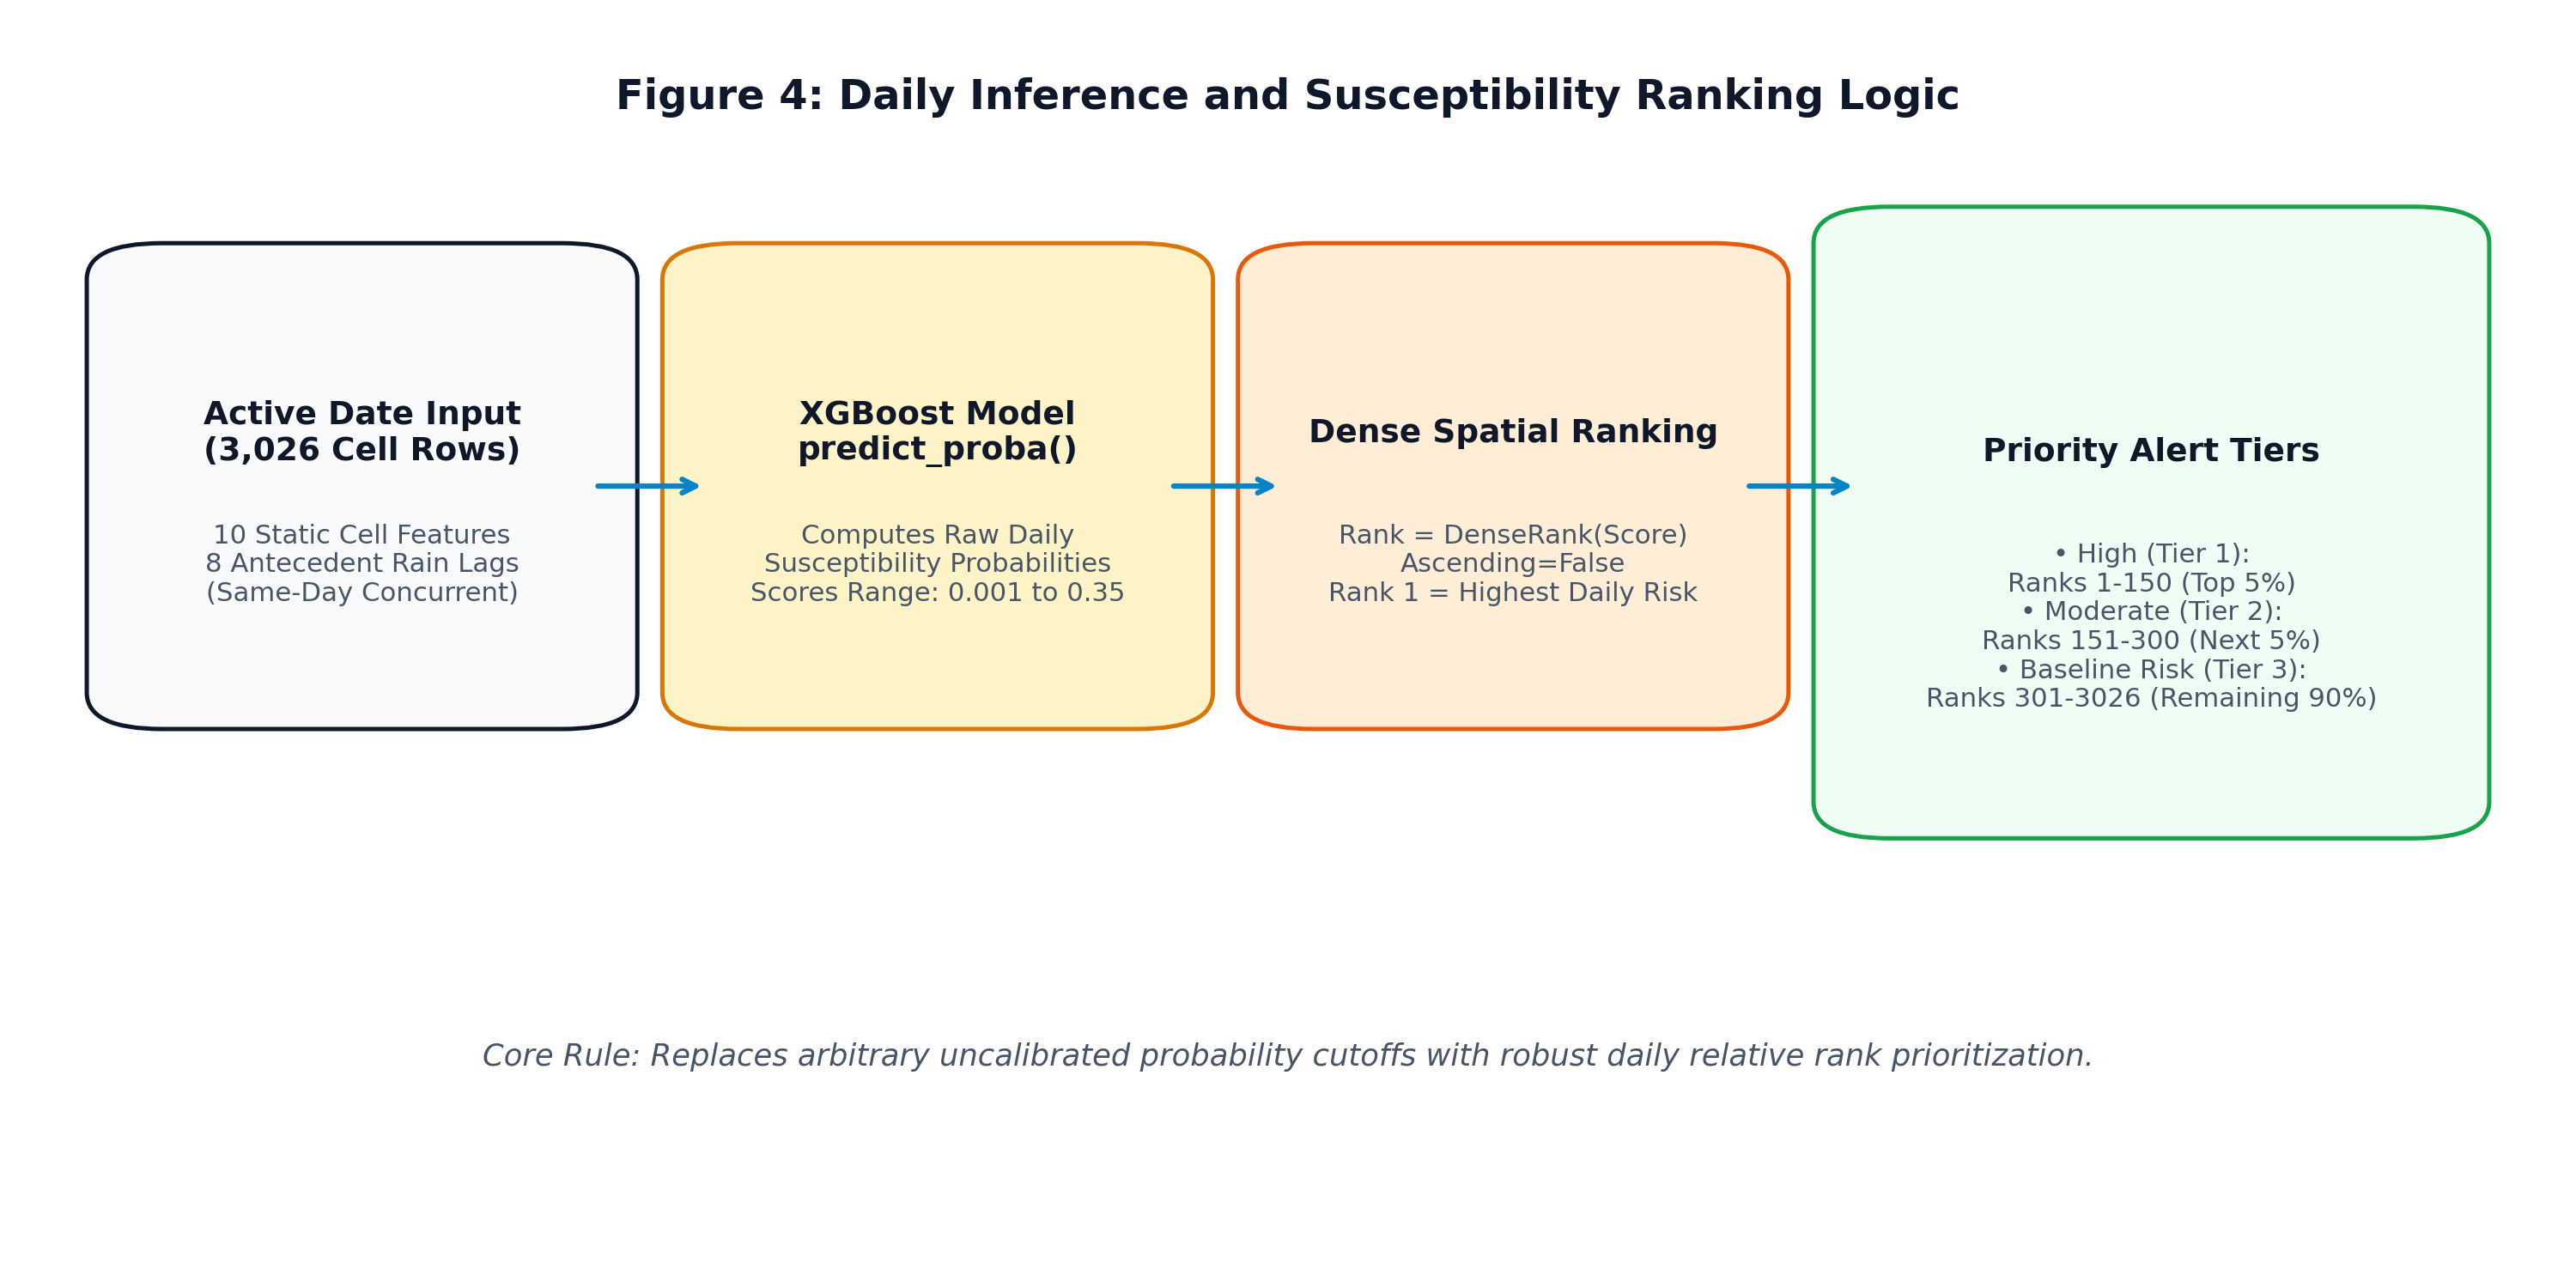 Figure 4: Daily Inference and Susceptibility Ranking Logic
Active Date Input
(3,026 Cell Rows)
10 Static Cell Features
8 Antecedent Rain Lags
(Same-Day Concurrent)
XGBoost Model
predict_proba()
Computes Raw Daily
Susceptibility Probabilities
Scores Range: 0.001 to 0.35
Dense Spatial Ranking
Rank = DenseRank(Score)
Ascending=False
Rank 1 = Highest Daily Risk
Priority Alert Tiers
• High (Tier 1):
Ranks 1-150 (Top 5%)
• Moderate (Tier 2):
Ranks 151-300 (Next 5%)
• Baseline Risk (Tier 3):
Ranks 301-3026 (Remaining 90%)
Core Rule: Replaces arbitrary uncalibrated probability cutoffs with robust daily relative rank prioritization.